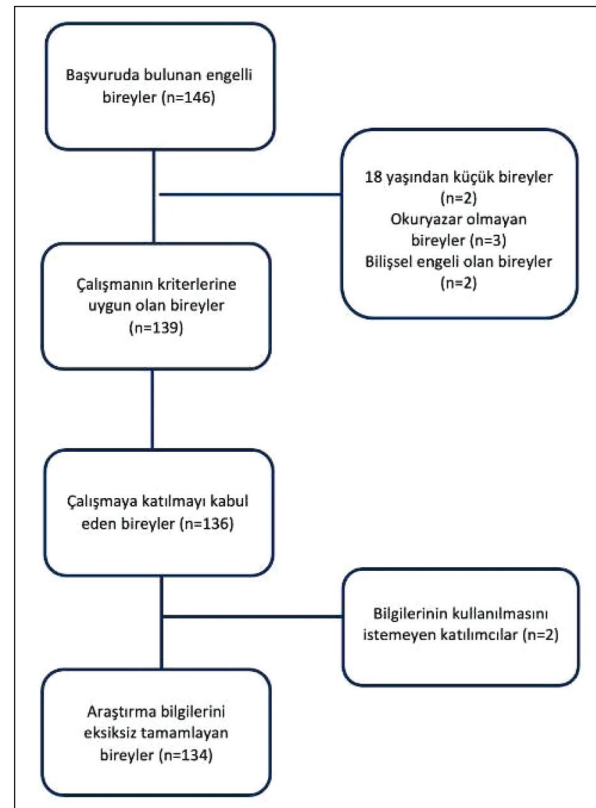 Başvuruda bulunan engelli
bireyler (n=146)
18 yaşından küçük bireyler
(n=2)
Okuryazar olmayan
bireyler (n=3)
Bilişsel engeli olan bireyler
(n=2)
Çalışmanın kriterlerine
uygun olan bireyler
(n=139)
Çalışmaya katılmayı kabul
eden bireyler (n=136)
Bilgilerinin kullanılmasını
istemeyen katılımcılar (n=2)
Araştırma bilgilerini
eksiksiz tamamlayan
bireyler (n=134)